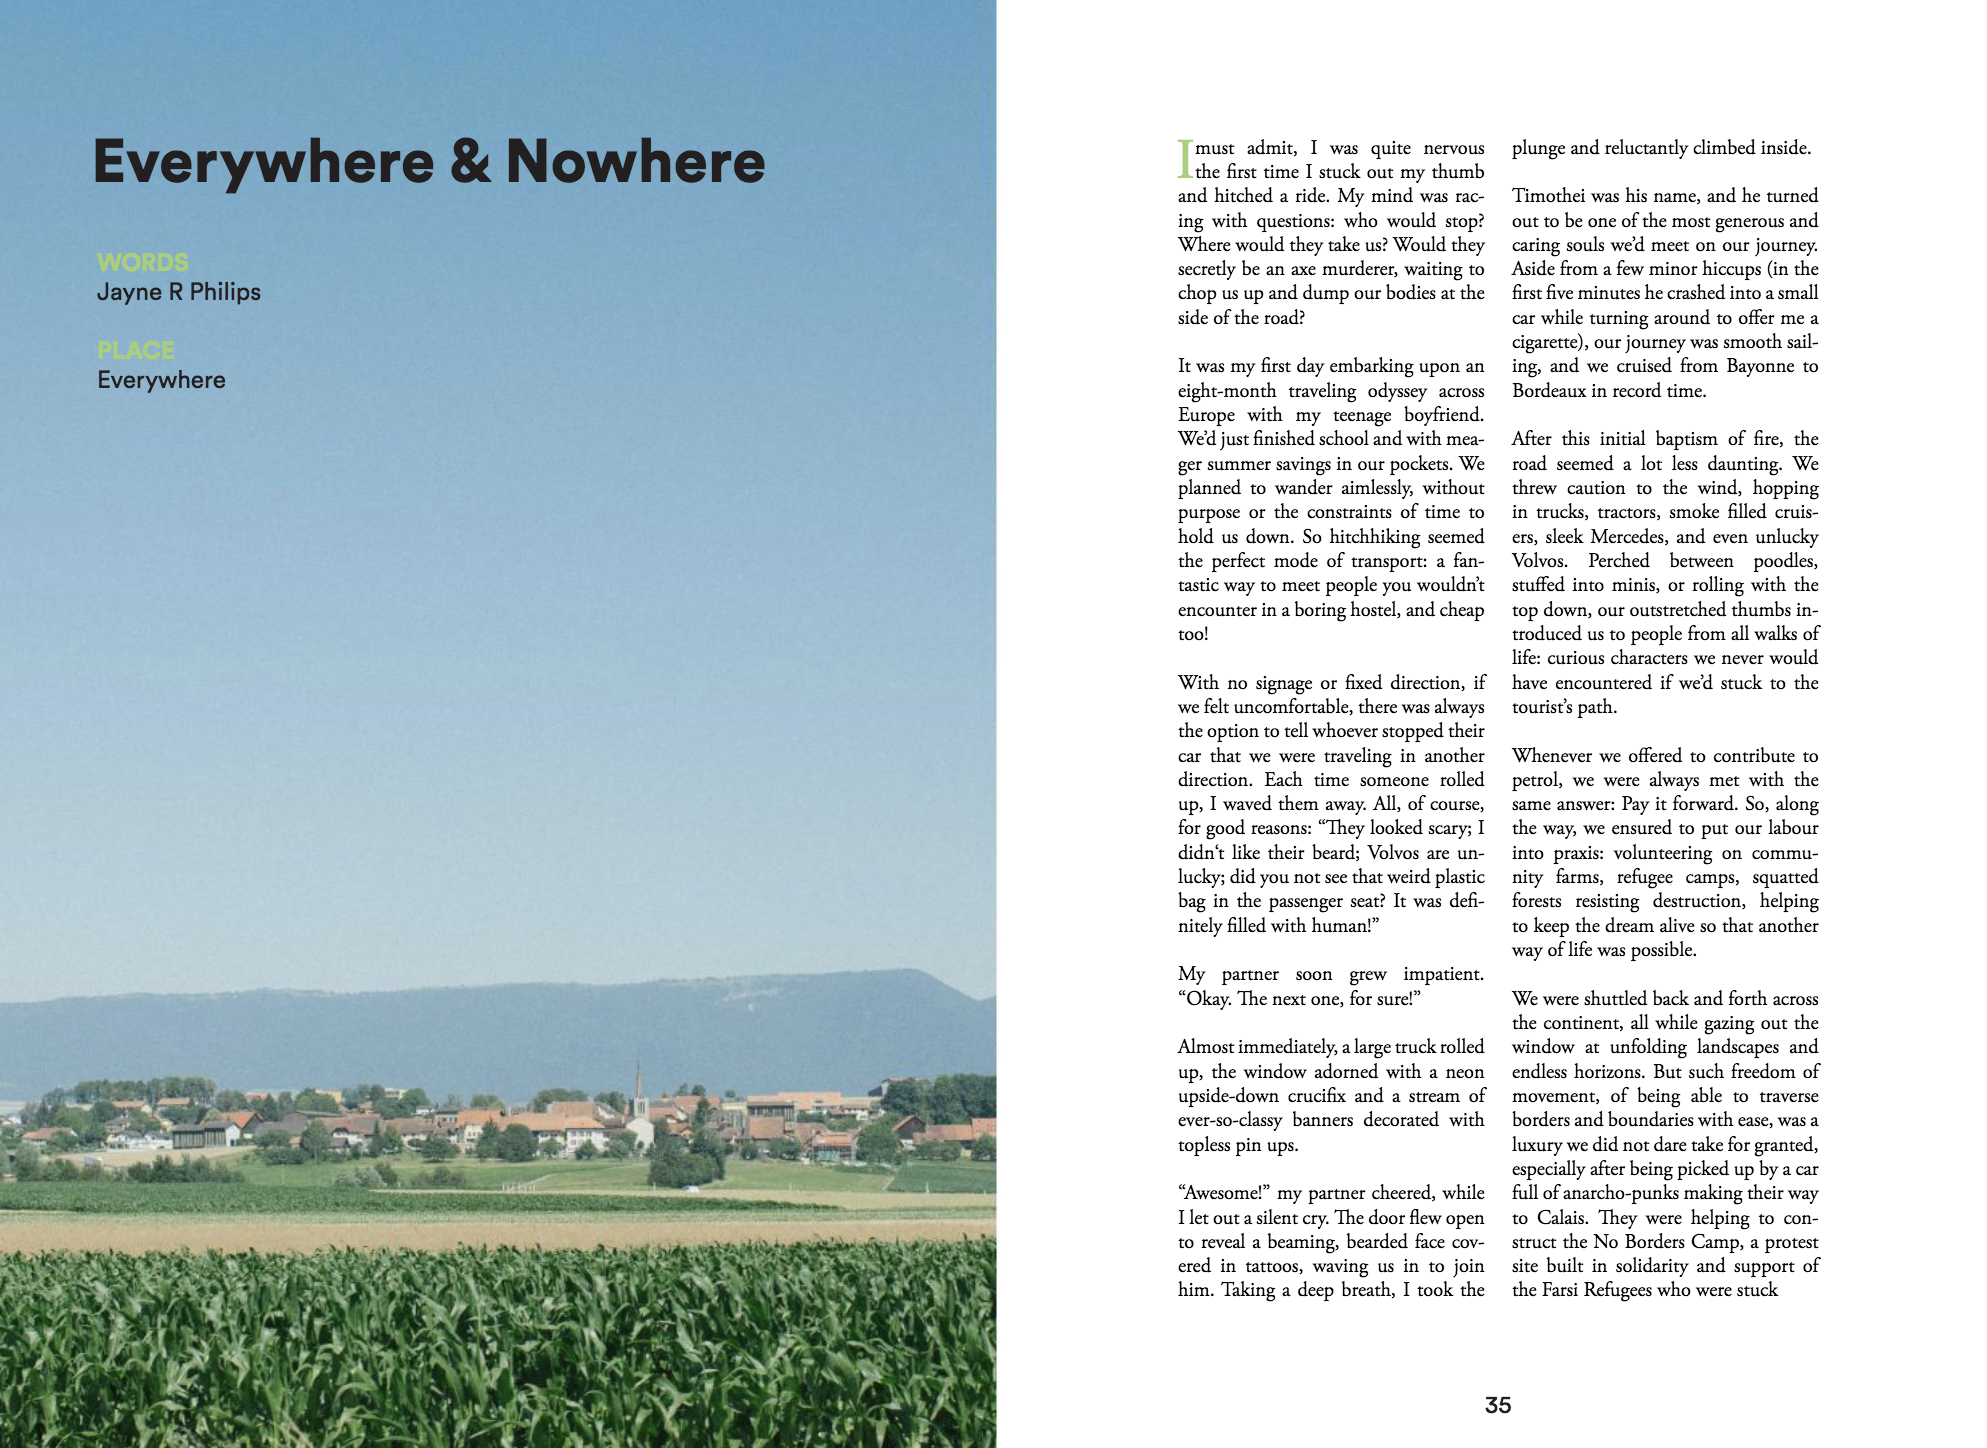 Everywhere & Nowhere
WORDS
Jayne R Philips
PLACE
Everywhere
I must admit, I was quite nervous
the first time I stuck out my thumb
and hitched a ride. My mind was rac-
ing with questions: who would stop?
Where would they take us? Would they
secretly be an axe murderer, waiting to
chop us up and dump our bodies at the
side of the road?
It was my first day embarking upon an
eight-month traveling odyssey across
Europe with my teenage boyfriend.
We’d just finished school and with mea-
ger summer savings in our pockets. We
planned to wander aimlessly, without
purpose or the constraints of time to
hold us down. So hitchhiking seemed
the perfect mode of transport: a fan-
tastic way to meet people you wouldn’t
encounter in a boring hostel, and cheap
too!
With no signage or fixed direction, if
we felt uncomfortable, there was always
the option to tell whoever stopped their
car that we were traveling in another
direction. Each time someone rolled
up, I waved them away. All, of course,
for good reasons: “They looked scary; I
didn‘t like their beard; Volvos are un-
lucky; did you not see that weird plastic
bag in the passenger seat? It was defi-
nitely filled with human!”
My partner soon grew impatient.
“Okay. The next one, for sure!”
Almost immediately, a large truck rolled
up, the window adorned with a neon
upside-down crucifix and a stream of
ever-so-classy banners decorated with
topless pin ups.
“Awesome!” my partner cheered, while
I let out a silent cry. The door flew open
to reveal a beaming, bearded face cov-
ered in tattoos, waving us in to join
him. Taking a deep breath, I took the
plunge and reluctantly climbed inside.
Timothei was his name, and he turned
out to be one of the most generous and
caring souls we’d meet on our journey.
Aside from a few minor hiccups (in the
first five minutes he crashed into a small
car while turning around to offer me a
cigarette), our journey was smooth sail-
ing, and we cruised from Bayonne to
Bordeaux in record time.
After this initial baptism of fire, the
road seemed a lot less daunting. We
threw caution to the wind, hopping
in trucks, tractors, smoke filled cruis-
ers, sleek Mercedes, and even unlucky
Volvos. Perched between poodles,
stuffed into minis, or rolling with the
top down, our outstretched thumbs in-
troduced us to people from all walks of
life: curious characters we never would
have encountered if we’d stuck to the
tourist’s path.
Whenever we offered to contribute to
petrol, we were always met with the
same answer: Pay it forward. So, along
the way, we ensured to put our labour
into praxis: volunteering on commu-
nity farms, refugee camps, squatted
forests resisting destruction, helping
to keep the dream alive so that another
way of life was possible.
We were shuttled back and forth across
the continent, all while gazing out the
window at unfolding landscapes and
endless horizons. But such freedom of
movement, of being able to traverse
borders and boundaries with ease, was a
luxury we did not dare take for granted,
especially after being picked up by a car
full of anarcho-punks making their way
to Calais. They were helping to con-
struct the No Borders Camp, a protest
site built in solidarity and support of
the Farsi Refugees who were stuck
35